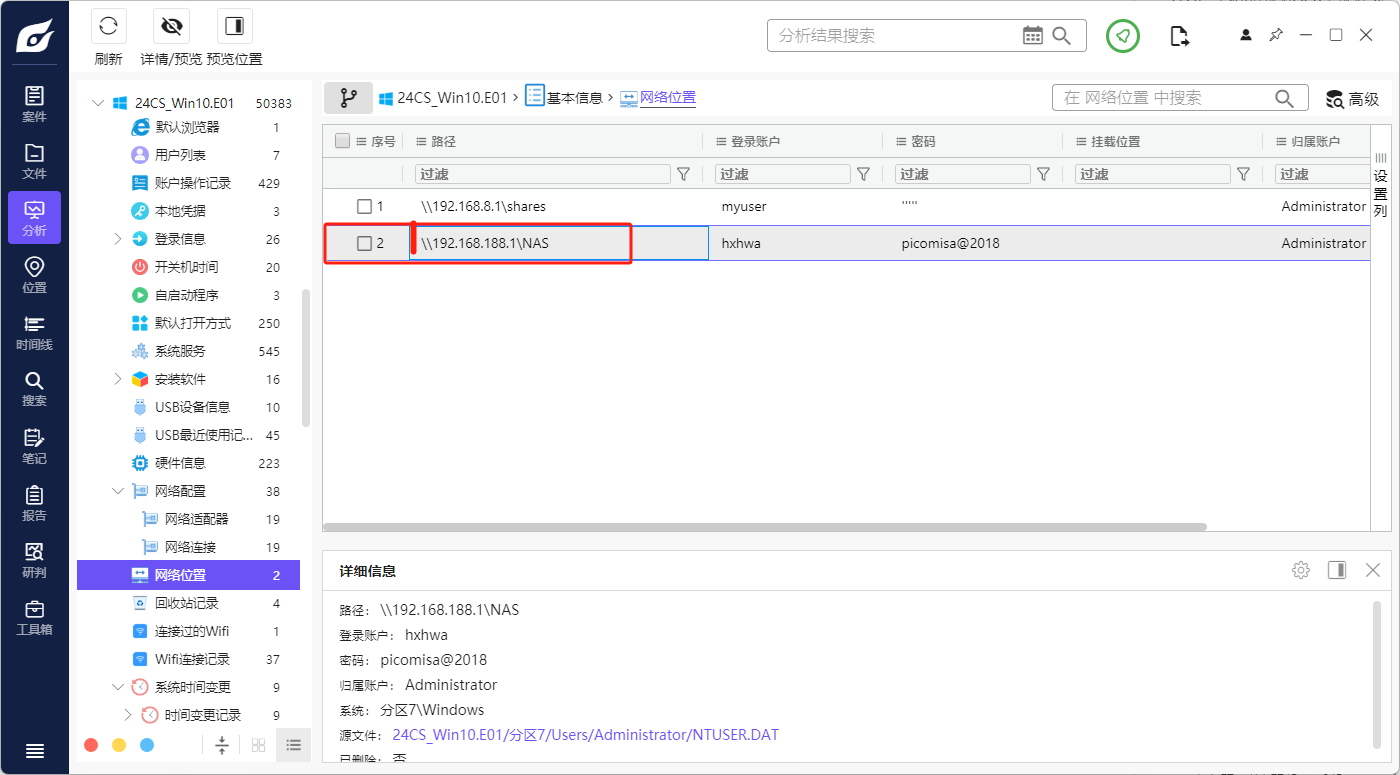 刷新
详情/预览
预览位置
分析结果搜索
案件
文件
分析
位置
时间线
搜索
笔记
报告
研判
工具箱
24CS_Win10.E01 50383
默认浏览器 1
用户列表 7
账户操作记录 429
本地凭据 3
登录信息 26
开关机时间 20
自启动程序 3
默认打开方式 250
系统服务 545
安装软件 16
USB设备信息 10
USB最近使用记... 45
硬件信息 223
网络配置 38
网络适配器 19
网络连接 19
网络位置 2
回收站记录 4
连接过的Wifi 1
Wifi连接记录 37
系统时间变更 9
时间变更记录 9
24CS_Win10.E01 › 基本信息 › 网络位置
在 网络位置 中搜索
高级
序号 路径 登录账户 密码 挂载位置 归属账户
过滤 过滤 过滤 过滤 过滤
1 \\192.168.8.1\shares myuser ''''' Administrator
2 \\192.168.188.1\NAS hxhwa picomisa@2018 Administrator
设置列
详细信息
路径： \\192.168.188.1\NAS
登录账户： hxhwa
密码： picomisa@2018
归属账户： Administrator
系统： 分区7\Windows
源文件： 24CS_Win10.E01/分区7/Users/Administrator/NTUSER.DAT
已删除： 否